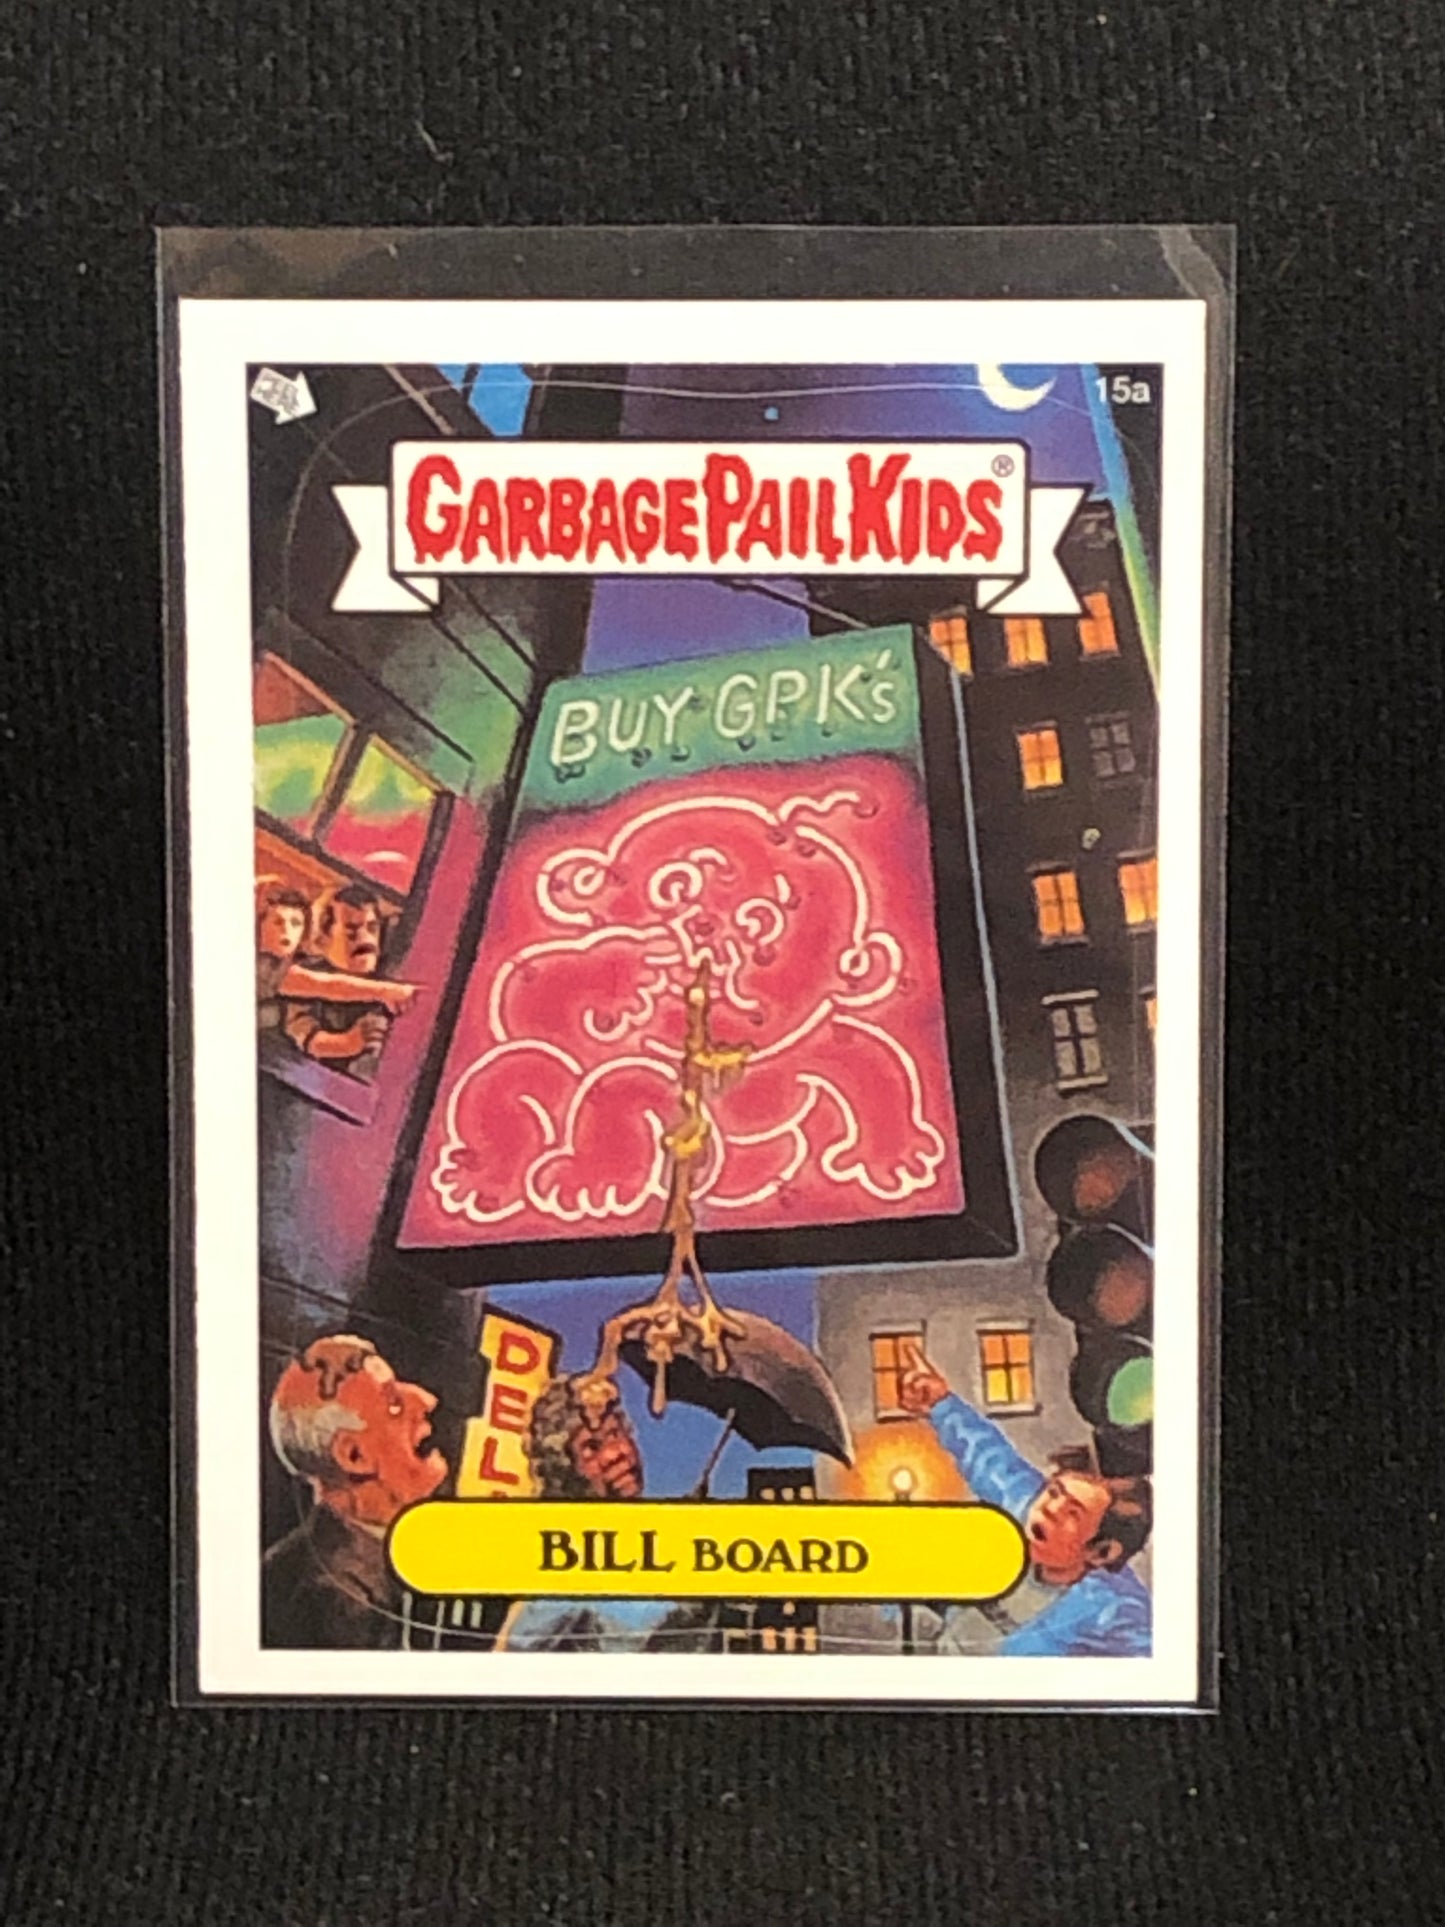 15a
GARBAGE PAIL KIDS®
BUY GPK's
DEL
BILL BOARD